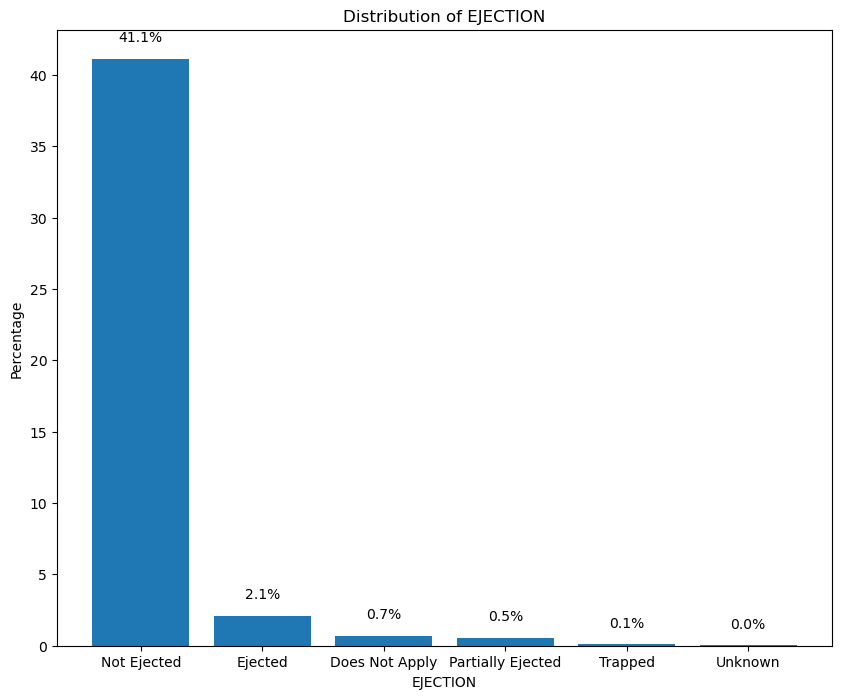 Distribution of EJECTION
41.1%
2.1%
0.7%
0.5%
0.1%
0.0%
Percentage
40
35
30
25
20
15
10
5
0
Not Ejected
Ejected
Does Not Apply
Partially Ejected
Trapped
Unknown
EJECTION